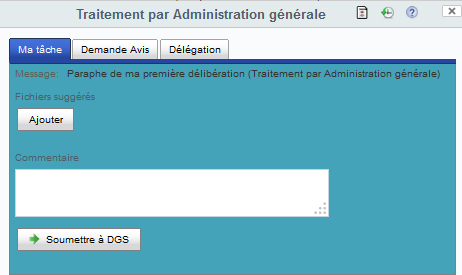 Traitement par Administration générale
Ma tâche Demande Avis Délégation
Message: Paraphe de ma première délibération (Traitement par Administration générale)
Fichiers suggérés
Ajouter
Commentaire
Soumettre à DGS